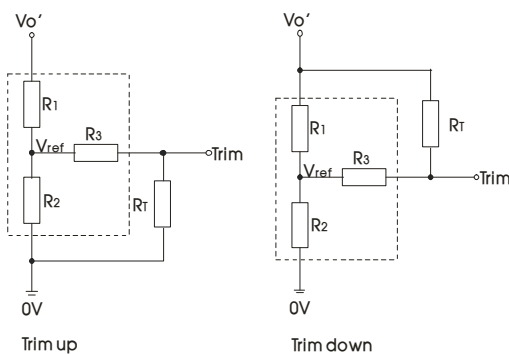 Vo'
R1
Vref
R3
Trim
R2
RT
0V
Trim up
Vo'
R1
RT
Vref
R3
Trim
R2
0V
Trim down